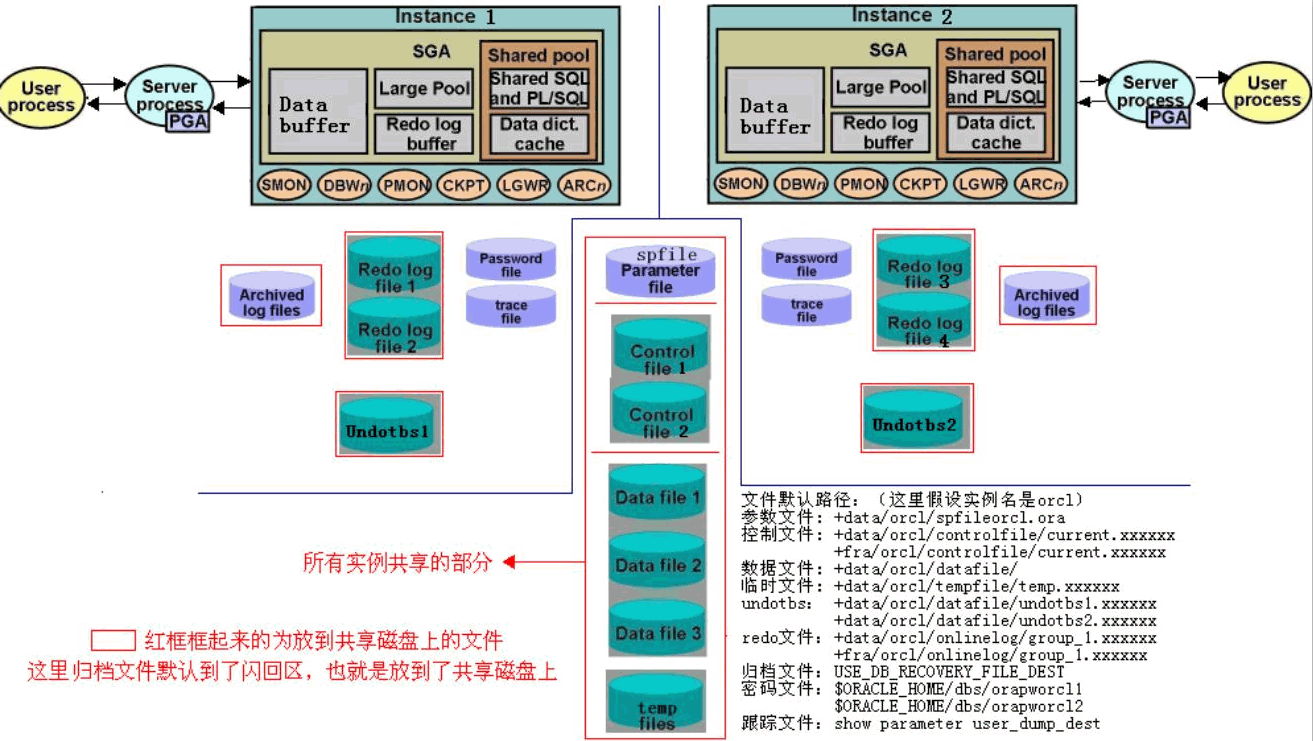 Instance 1
SGA
Shared pool
Shared SQL
and PL/SQL
Data dict.
cache
Large Pool
Redo log
buffer
Data
buffer
User
process
Server
process
PGA
SMON
DBWn
PMON
CKPT
LGWR
ARCn
Instance 2
SGA
Shared pool
Shared SQL
and PL/SQL
Data dict.
cache
Large Pool
Redo log
buffer
Data
buffer
Server
process
PGA
User
process
SMON
DBWn
PMON
CKPT
LGWR
ARCn
Archived
log files
Redo log
file 1
Redo log
file 2
Password
file
trace
file
Undotbs1
spfile
Parameter
file
Control
file 1
Control
file 2
Data file 1
Data file 2
Data file 3
temp
files
Password
file
trace
file
Redo log
file 3
Redo log
file 4
Archived
log files
Undotbs2
所有实例共享的部分
红框框起来的为放到共享磁盘上的文件
这里归档文件默认到了闪回区，也就是放到了共享磁盘上
文件默认路径：（这里假设实例名是orcl）
参数文件：+data/orcl/spfileorcl.ora
控制文件：+data/orcl/controlfile/current.xxxxxx
+fra/orcl/controlfile/current.xxxxxx
数据文件：+data/orcl/datafile/
临时文件：+data/orcl/tempfile/temp.xxxxxx
undotbs： +data/orcl/datafile/undotbs1.xxxxxx
+data/orcl/datafile/undotbs2.xxxxxx
redo文件：+data/orcl/onlinelog/group_1.xxxxxx
+fra/orcl/onlinelog/group_1.xxxxxx
归档文件：USE_DB_RECOVERY_FILE_DEST
密码文件：$ORACLE_HOME/dbs/orapworcl1
$ORACLE_HOME/dbs/orapworcl2
跟踪文件：show parameter user_dump_dest